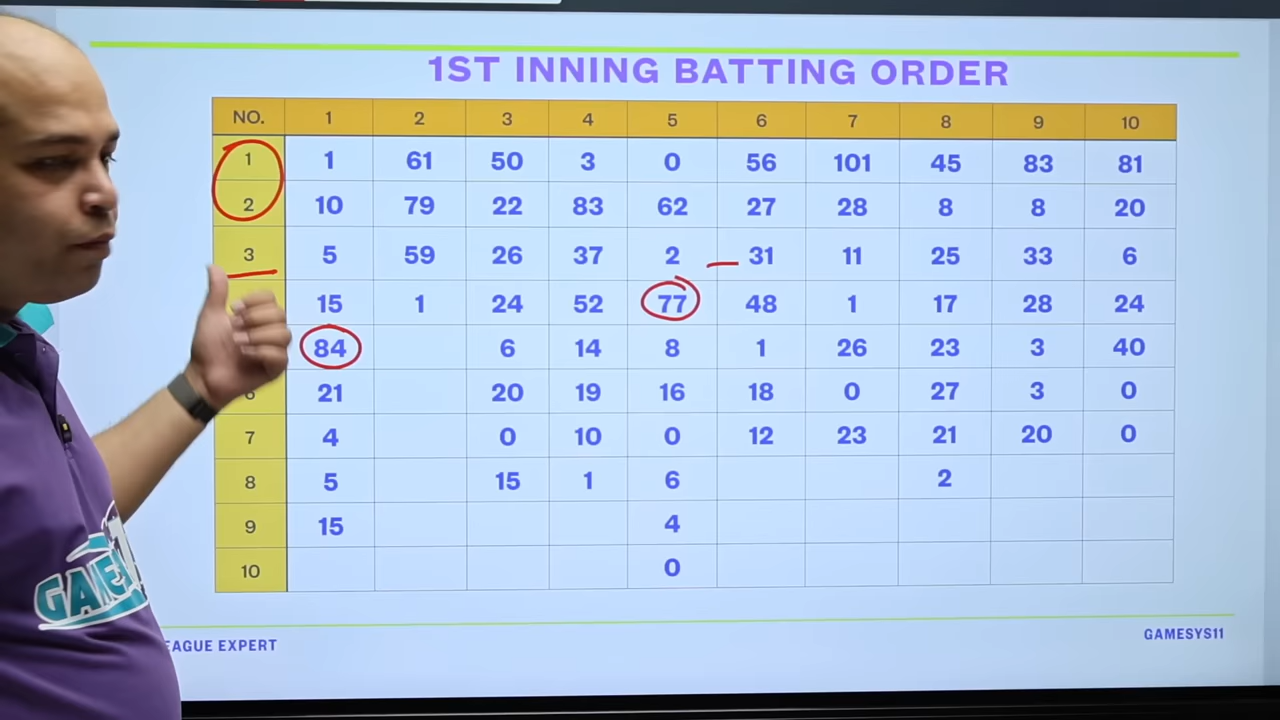 1ST INNING BATTING ORDER
NO. 1 2 3 4 5 6 7 8 9 10
1 1 61 50 3 0 56 101 45 83 81
2 10 79 22 83 62 27 28 8 8 20
3 5 59 26 37 2 31 11 25 33 6
15 1 24 52 77 48 1 17 28 24
84 6 14 8 1 26 23 3 40
6 21 20 19 16 18 0 27 3 0
7 4 0 10 0 12 23 21 20 0
8 5 15 1 6 2
9 15 4
10 0
EAGUE EXPERT
GAMESYS11